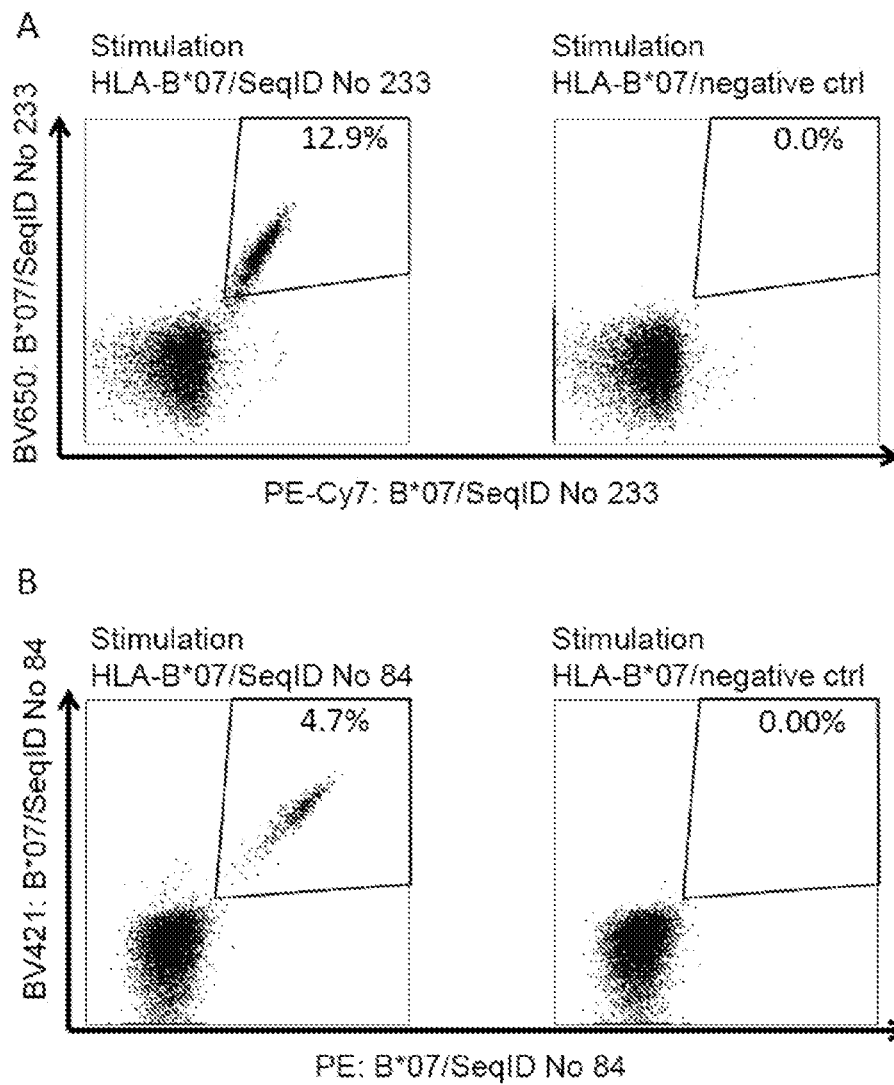 A
Stimulation
HLA-B*07/SeqID No 233
Stimulation
HLA-B*07/negative ctrl
BV650: B*07/SeqID No 233
12.9%
0.0%
PE-Cy7: B*07/SeqID No 233
B
Stimulation
HLA-B*07/SeqID No 84
Stimulation
HLA-B*07/negative ctrl
BV421: B*07/SeqID No 84
4.7%
0.00%
PE: B*07/SeqID No 84